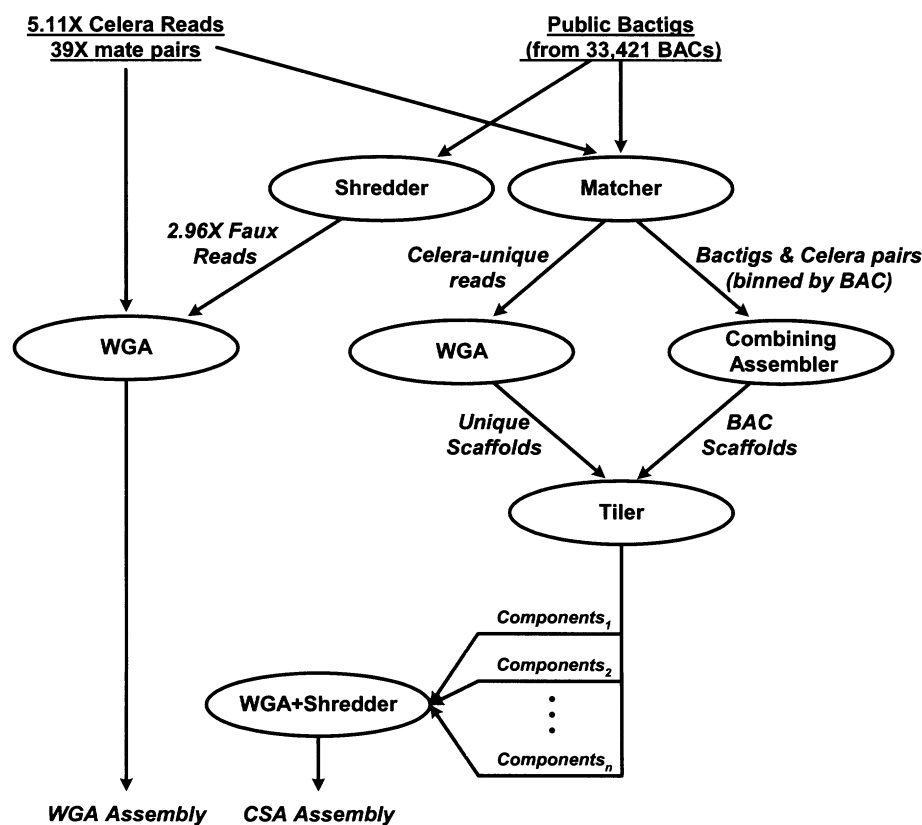 5.11X Celera Reads
39X mate pairs
Public Bactigs
(from 33,421 BACs)
Shredder
Matcher
2.96X Faux
Reads
Celera-unique
reads
Bactigs & Celera pairs
(binned by BAC)
WGA
WGA
Combining
Assembler
Unique
Scaffolds
BAC
Scaffolds
Tiler
Components1
Components2
WGA+Shredder
Componentsn
WGA Assembly
CSA Assembly